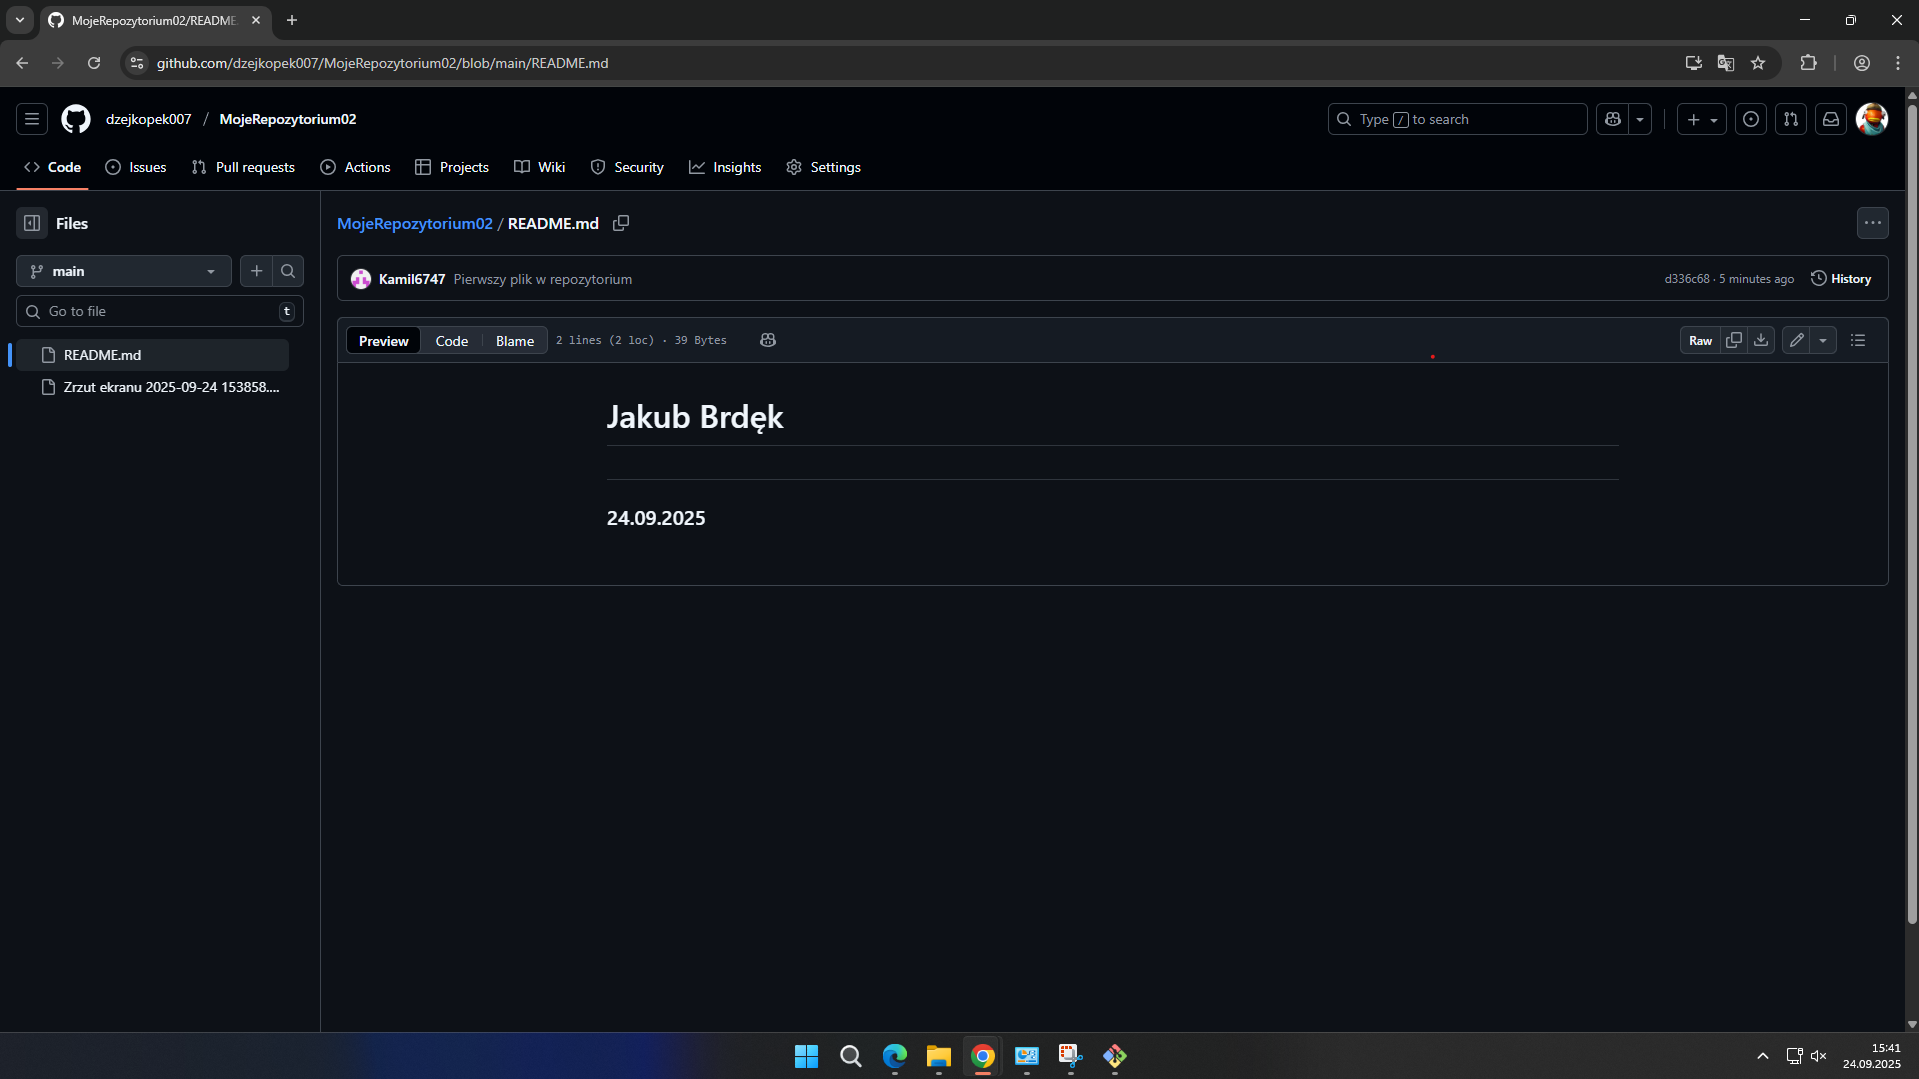 MojeRepozytorium02/README.
github.com/dzejkopek007/MojeRepozytorium02/blob/main/README.md
dzejkopek007 / MojeRepozytorium02
Type / to search
Code Issues Pull requests Actions Projects Wiki Security Insights Settings
Files
MojeRepozytorium02 / README.md
main
Kamil6747 Pierwszy plik w repozytorium
d336c68 · 5 minutes ago History
Go to file t
Preview Code Blame 2 lines (2 loc) · 39 Bytes
Raw
README.md
Zrzut ekranu 2025-09-24 153858....
Jakub Brdęk
24.09.2025
15:41
24.09.2025